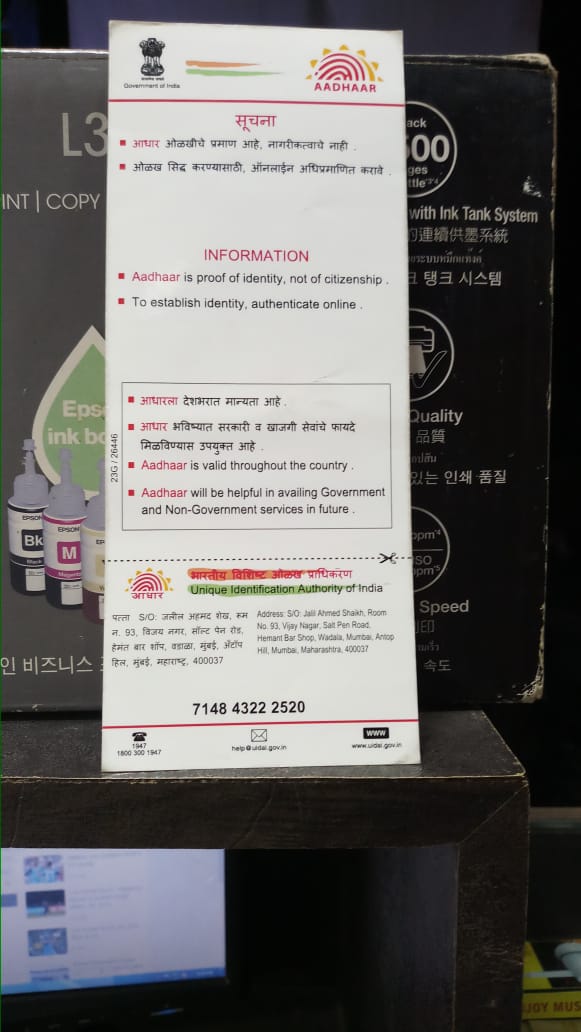 Government of India
AADHAAR
सूचना
आधार ओळखीचे प्रमाण आहे, नागरीकत्वाचे नाही .
ओळख सिद्ध करण्यासाठी, ऑनलाईन अधिप्रमाणित करावे .
INFORMATION
Aadhaar is proof of identity, not of citizenship .
To establish identity, authenticate online .
आधारला देशभरात मान्यता आहे .
आधार भविष्यात सरकारी व खाजगी सेवांचे फायदे
मिळविण्यास उपयुक्त आहे .
Aadhaar is valid throughout the country .
Aadhaar will be helpful in availing Government
and Non-Government services in future .
23G / 26446
आधार
भारतीय विशिष्ट ओळख प्राधिकरण
Unique Identification Authority of India
पत्ता S/O: जलील अहमद शेख, रूम
न. 93, विजय नगर, सॉल्ट पेन रोड,
हेमंत बार शॉप, वडाळा, मुंबई, अँटॉप
हिल, मुंबई, महाराष्ट्र, 400037
Address: S/O: Jalil Ahmed Shaikh, Room
No. 93, Vijay Nagar, Salt Pen Road,
Hemant Bar Shop, Wadala, Mumbai, Antop
Hill, Mumbai, Maharashtra, 400037
7148 4322 2520
1947
1800 300 1947
help@uidai.gov.in
www
www.uidai.gov.in
L3
INT | COPY
Eps
ink bo
EPSON
Bk
Black
EPSON
M
Magenta
EP
Y
인 비즈니스
ack
00
ges
ttle
with Ink Tank System
連續供墨系統
탱크 시스템
Quality
品質
있는 인쇄 품질
ppm
ISO
ppm
Speed
속도
JOY MUS